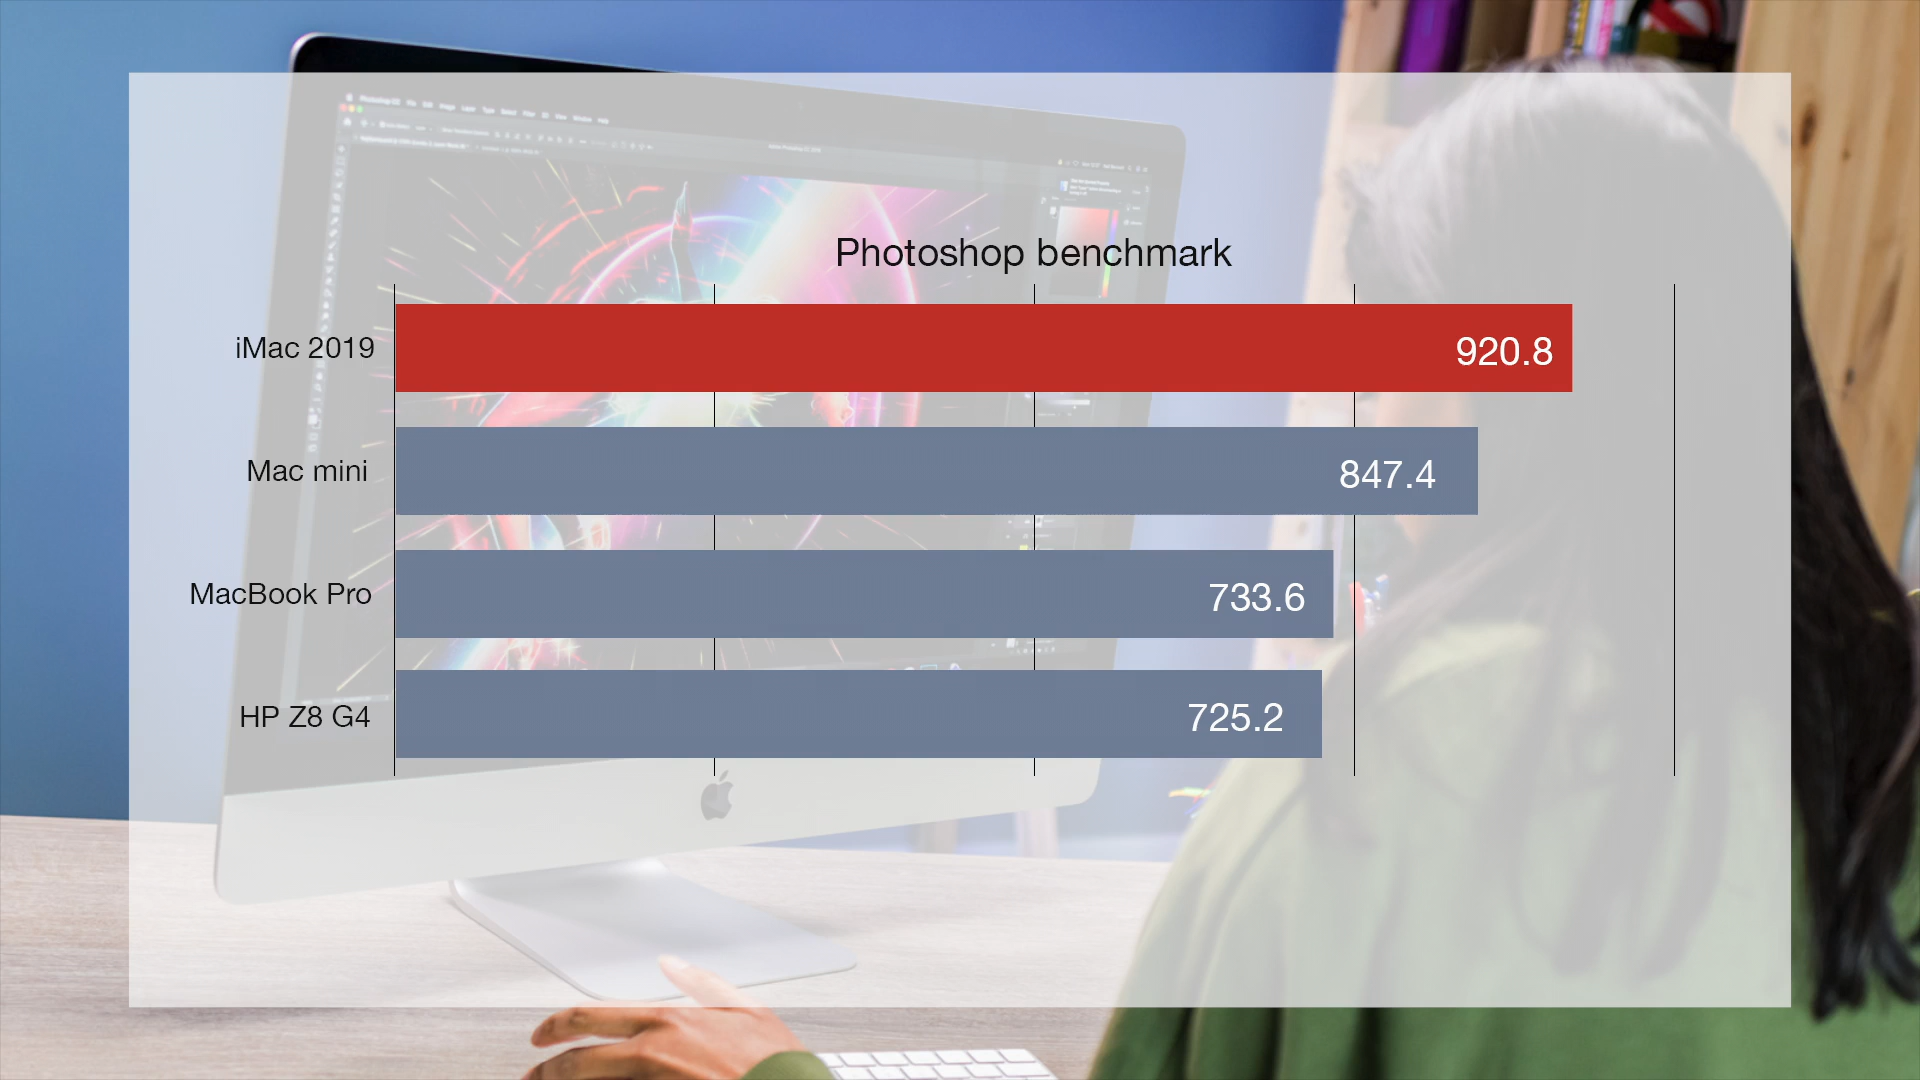 Photoshop benchmark
iMac 2019 920.8
Mac mini 847.4
MacBook Pro 733.6
HP Z8 G4 725.2